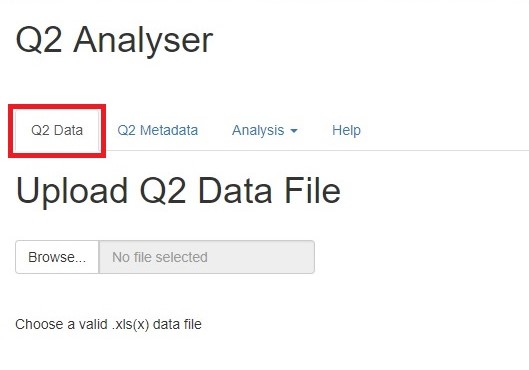 Q2 Analyser
Q2 Data Q2 Metadata Analysis Help
Upload Q2 Data File
Browse... No file selected
Choose a valid .xls(x) data file